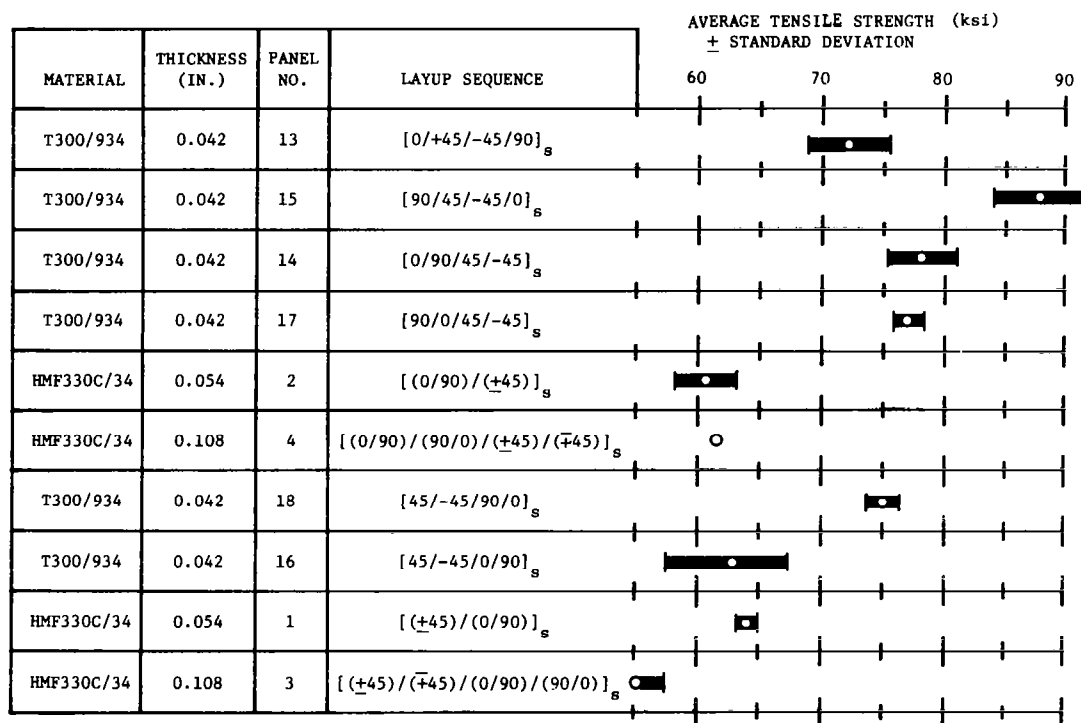 AVERAGE TENSILE STRENGTH (ksi)
± STANDARD DEVIATION
MATERIAL THICKNESS (IN.) PANEL NO. LAYUP SEQUENCE 60 70 80 90
T300/934 0.042 13 [0/+45/-45/90]s
T300/934 0.042 15 [90/45/-45/0]s
T300/934 0.042 14 [0/90/45/-45]s
T300/934 0.042 17 [90/0/45/-45]s
HMF330C/34 0.054 2 [(0/90)/(±45)]s
HMF330C/34 0.108 4 [(0/90)/(90/0)/(±45)/(∓45)]s
T300/934 0.042 18 [45/-45/90/0]s
T300/934 0.042 16 [45/-45/0/90]s
HMF330C/34 0.054 1 [(±45)/(0/90)]s
HMF330C/34 0.108 3 [(±45)/(∓45)/(0/90)/(90/0)]s